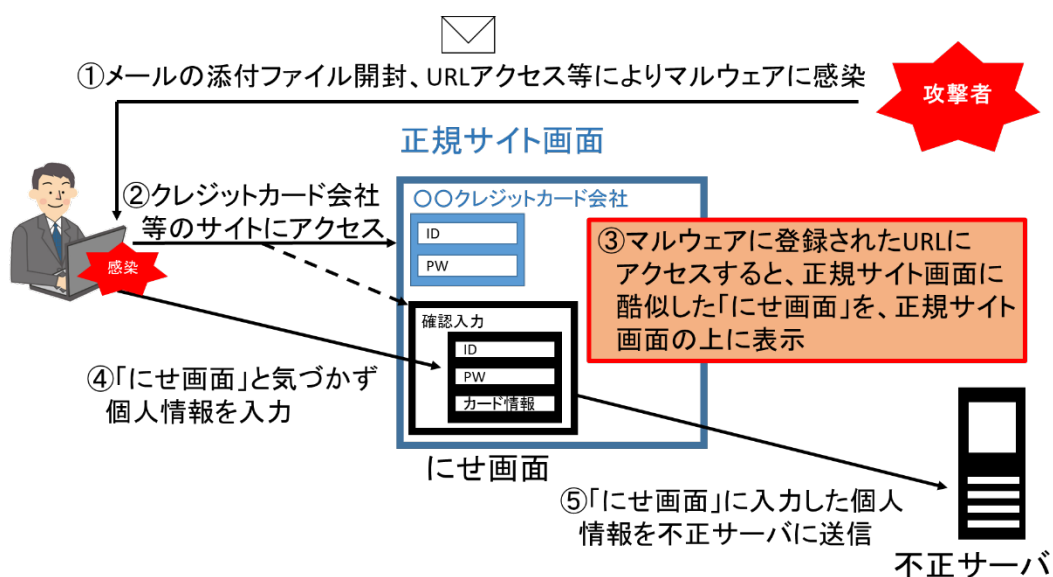 ①メールの添付ファイル開封、URLアクセス等によりマルウェアに感染
攻撃者
正規サイト画面
②クレジットカード会社
等のサイトにアクセス
〇〇クレジットカード会社
ID
PW
感染
③マルウェアに登録されたURLに
アクセスすると、正規サイト画面に
酷似した「にせ画面」を、正規サイト
画面の上に表示
確認入力
ID
PW
カード情報
④「にせ画面」と気づかず
個人情報を入力
にせ画面
⑤「にせ画面」に入力した個人
情報を不正サーバに送信
不正サーバ